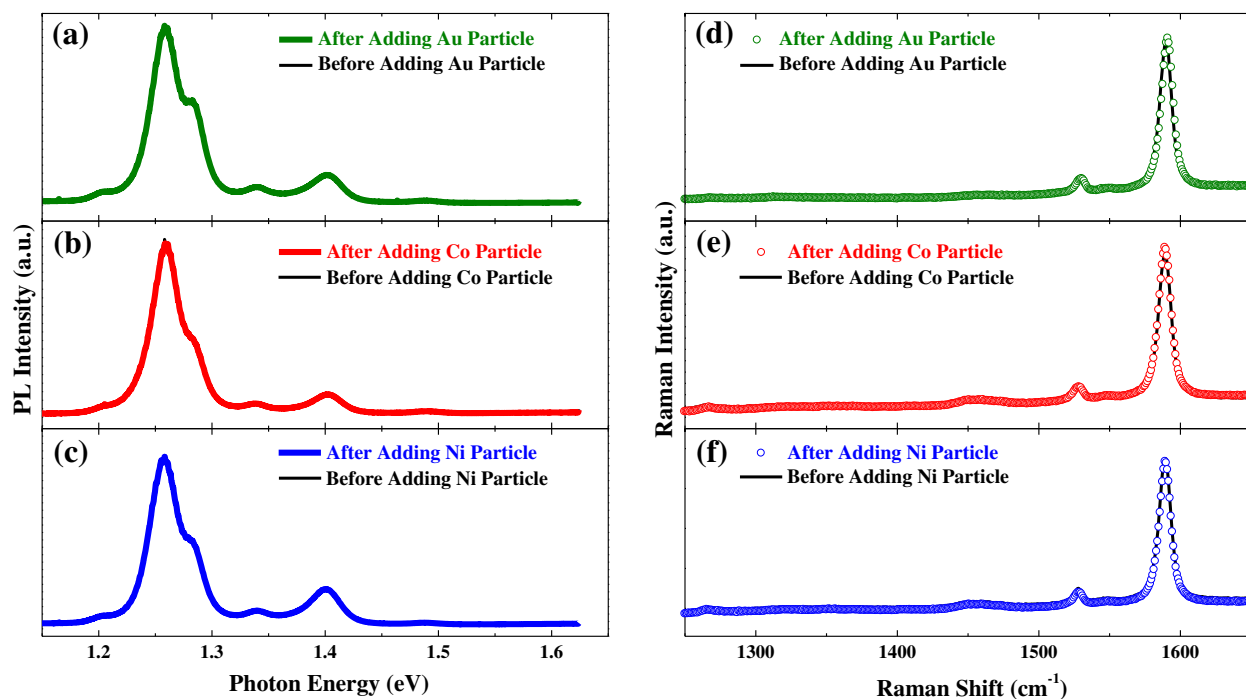 (a)
After Adding Au Particle
Before Adding Au Particle
(b)
After Adding Co Particle
Before Adding Co Particle
(c)
After Adding Ni Particle
Before Adding Ni Particle
PL Intensity (a.u.)
1.2 1.3 1.4 1.5 1.6
Photon Energy (eV)
(d)
After Adding Au Particle
Before Adding Au Particle
(e)
After Adding Co Particle
Before Adding Co Particle
(f)
After Adding Ni Particle
Before Adding Ni Particle
Raman Intensity (a.u.)
1300 1400 1500 1600
Raman Shift (cm⁻¹)